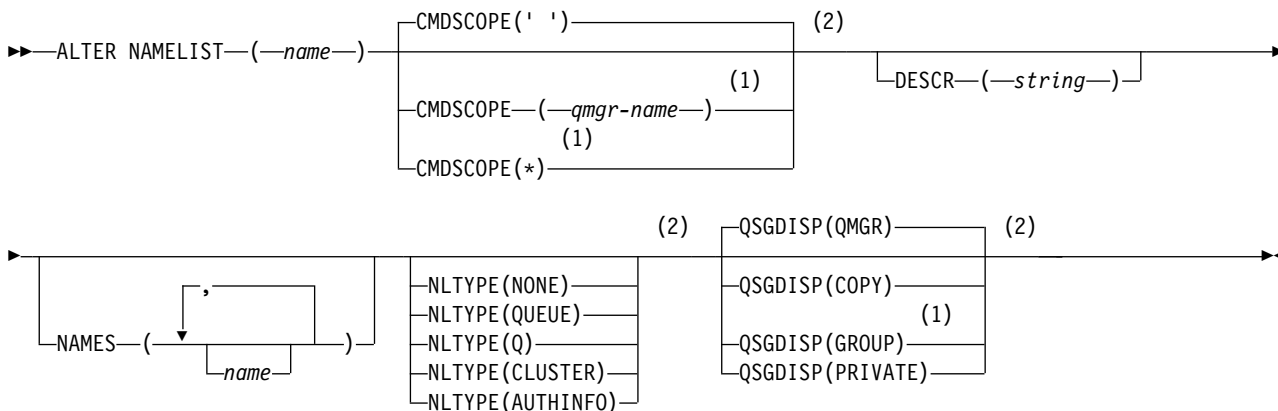 CMDSCOPE(' ') (2)
ALTER NAMELIST ( name ) 
(1)
DESCR ( string )
CMDSCOPE ( qmgr-name )
(1)
CMDSCOPE(*)
(2) QSGDISP(QMGR) (2)
,
NAMES ( name )
NLTYPE(NONE)
NLTYPE(QUEUE)
NLTYPE(Q)
NLTYPE(CLUSTER)
NLTYPE(AUTHINFO)
QSGDISP(COPY)
(1)
QSGDISP(GROUP)
QSGDISP(PRIVATE)